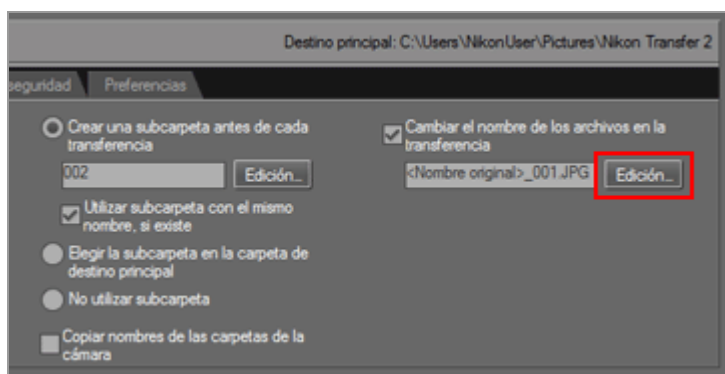 Destino principal: C:\Users\NikonUser\Pictures\Nikon Transfer 2
seguridad
Preferencias
Crear una subcarpeta antes de cada
transferencia
002
Edición...
Utilizar subcarpeta con el mismo
nombre, si existe
Elegir la subcarpeta en la carpeta de
destino principal
No utilizar subcarpeta
Copiar nombres de las carpetas de la
cámara
Cambiar el nombre de los archivos en la
transferencia
<Nombre original>_001.JPG
Edición...